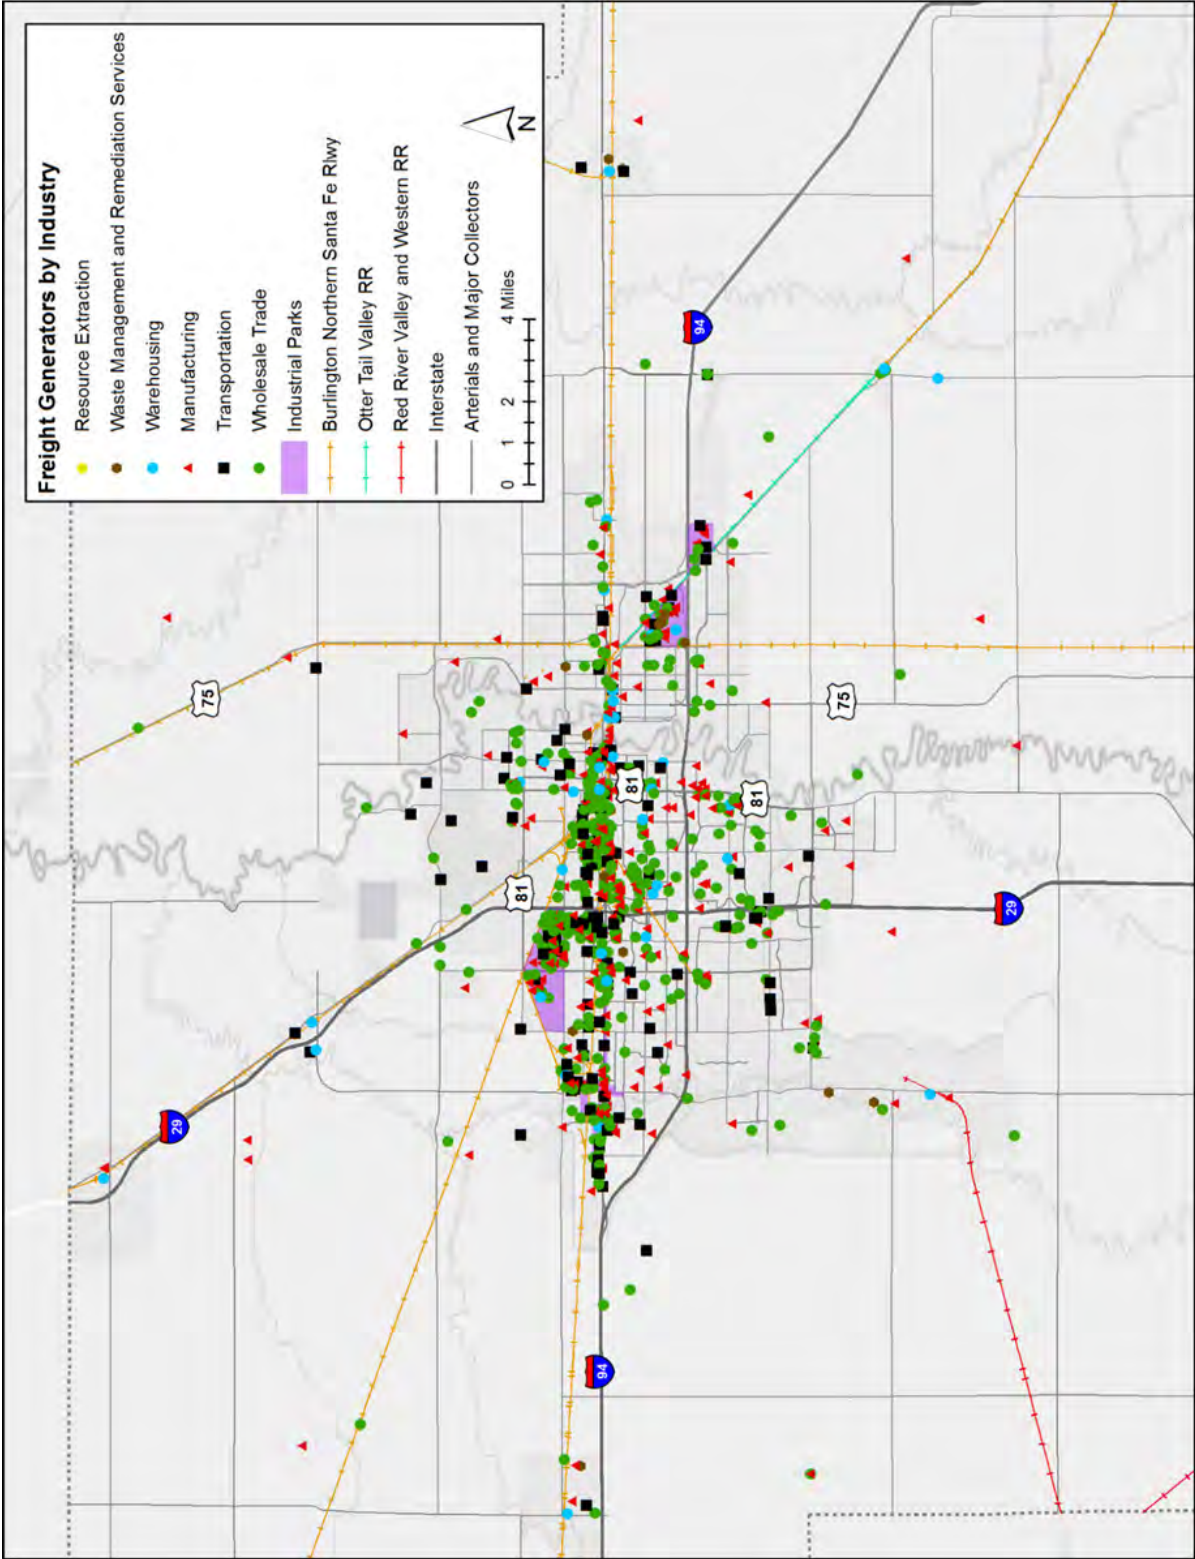 Freight Generators by Industry
Resource Extraction
Waste Management and Remediation Services
Warehousing
Manufacturing
Transportation
Wholesale Trade
Industrial Parks
Burlington Northern Santa Fe Rlwy
Otter Tail Valley RR
Red River Valley and Western RR
Interstate
Arterials and Major Collectors
0 1 2 4 Miles
N
29
75
81
94
81
94
81
75
29